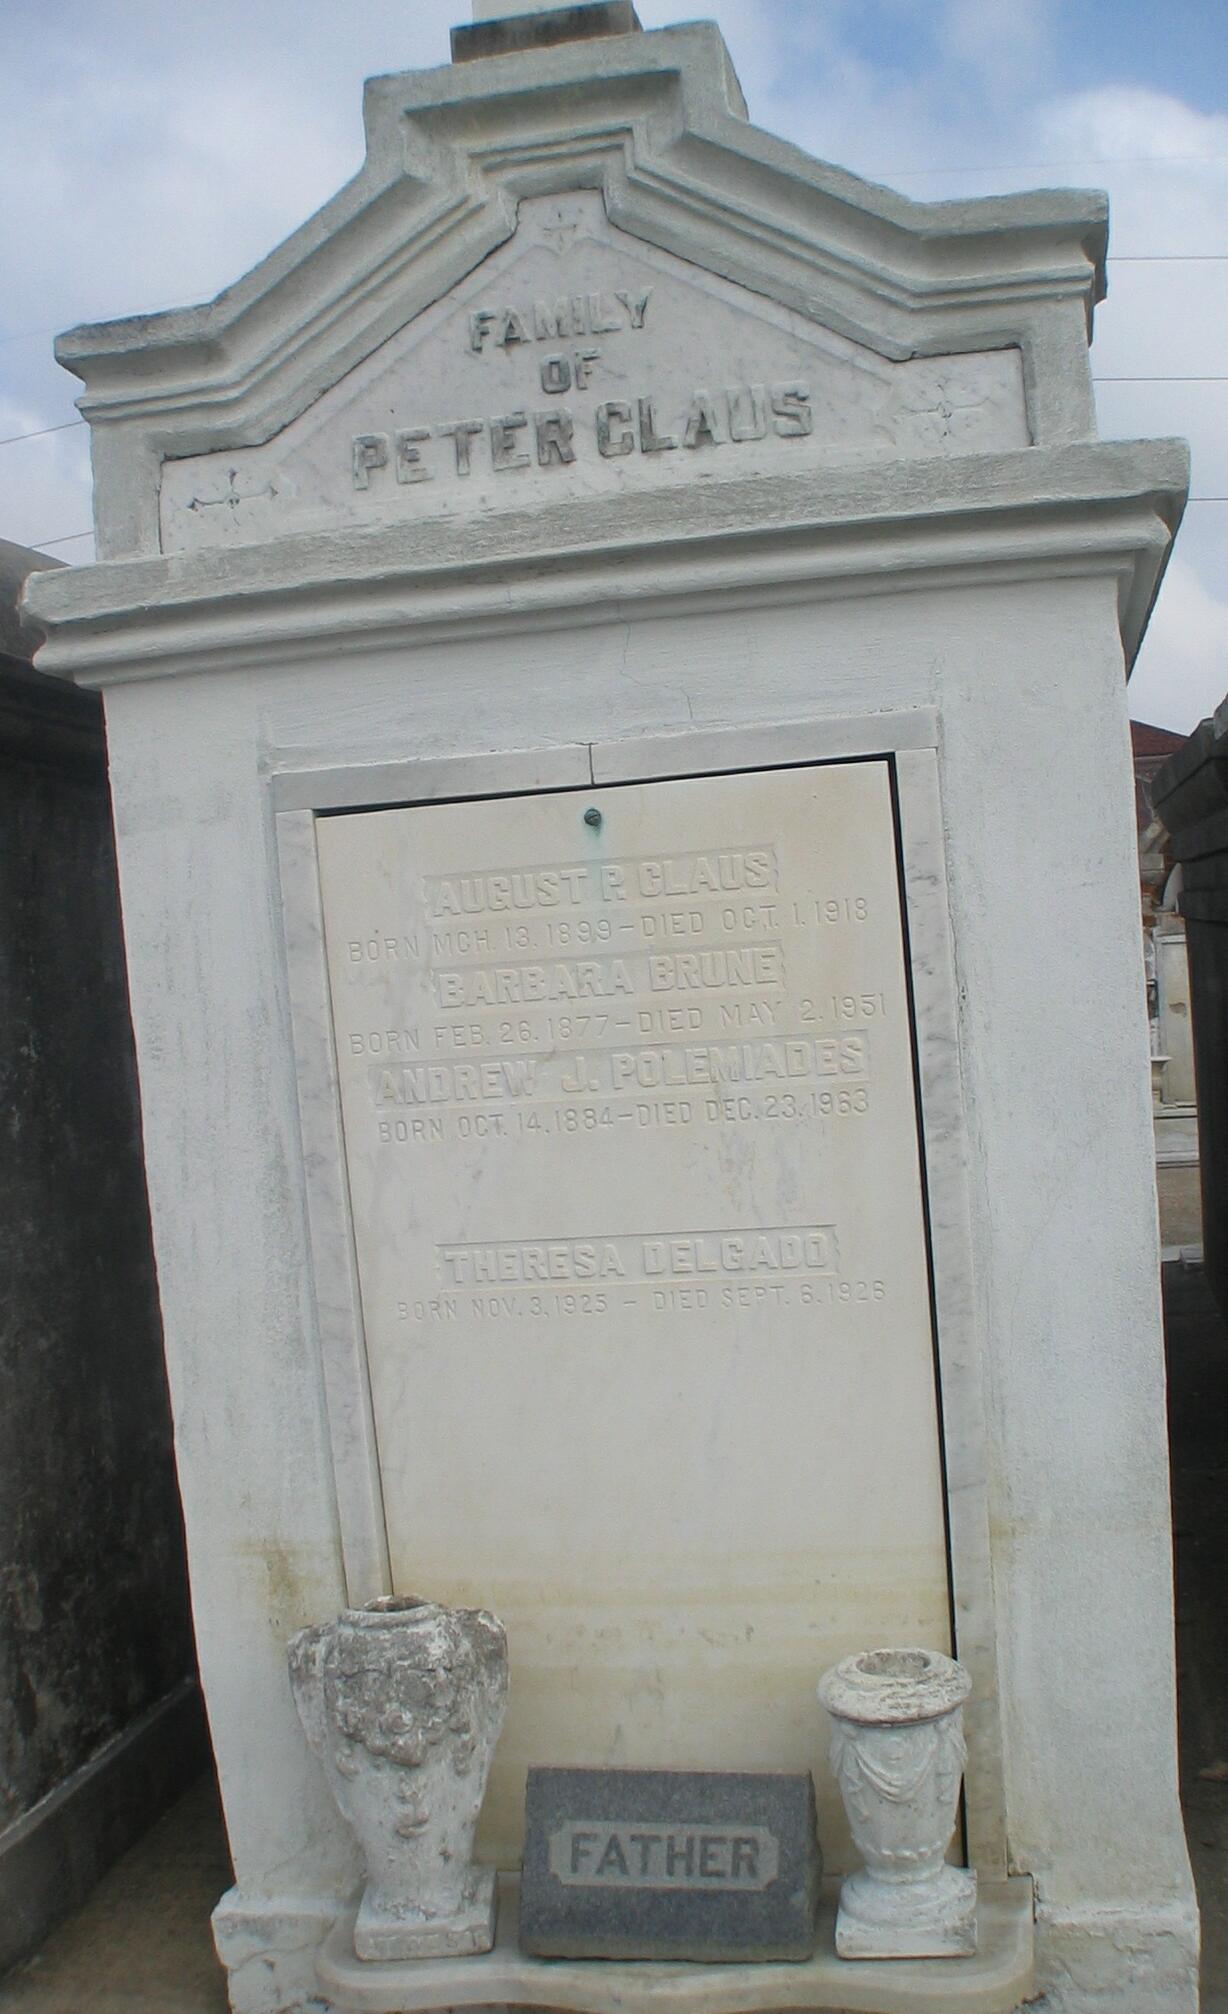 FAMILY
OF
PETER CLAUS
AUGUST P. CLAUS
BORN MCH. 13. 1899 – DIED OCT. 1. 1918
BARBARA BRUNE
BORN FEB. 26. 1877 – DIED MAY 2. 1951
ANDREW J. POLEMIADES
BORN OCT. 14. 1884 – DIED DEC. 23. 1963
THERESA DELGADO
BORN NOV. 3, 1925 – DIED SEPT. 6. 1926
FATHER